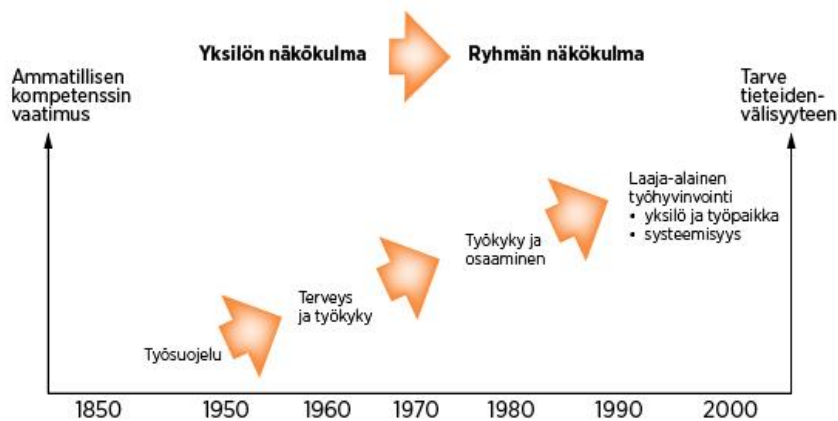 Yksilön näkökulma
Ryhmän näkökulma
Ammatillisen
kompetenssin
vaatimus
Tarve
tieteiden-
välisyyteen
Laaja-alainen
työhyvinvointi
• yksilö ja työpaikka
• systeemisyys
Työkyky ja
osaaminen
Terveys
ja työkyky
Työsuojelu
1850
1950
1960
1970
1980
1990
2000